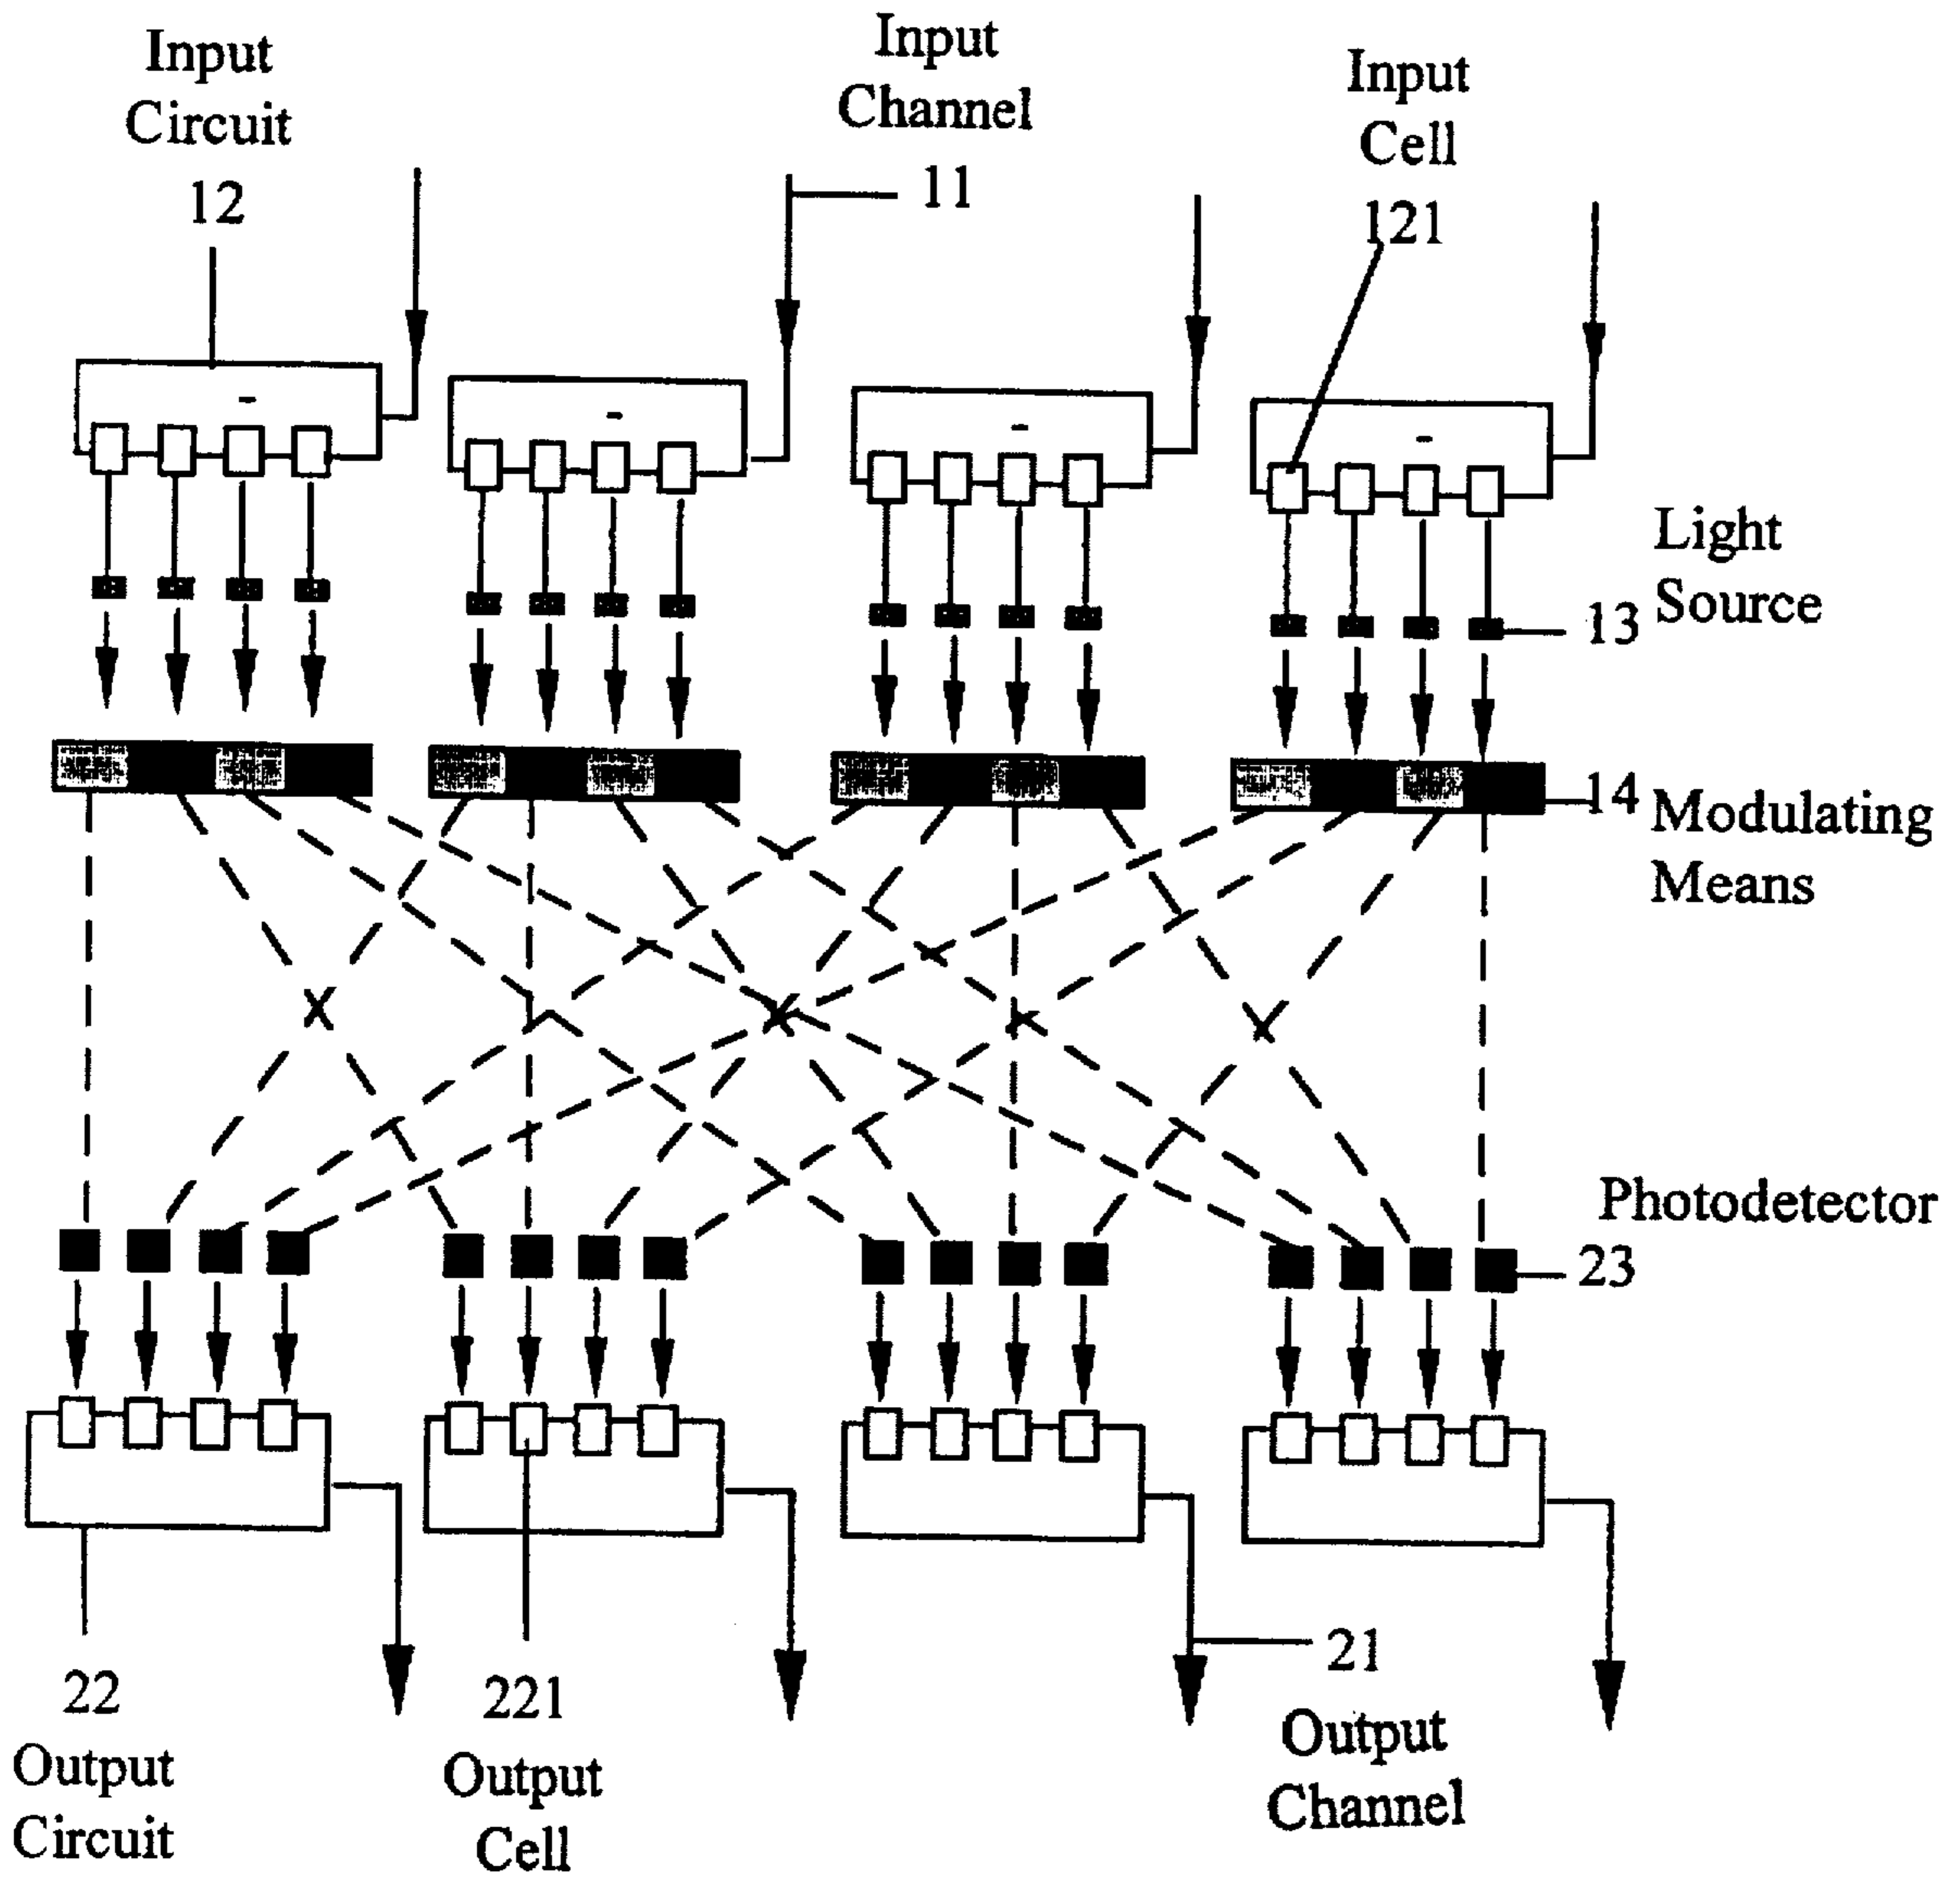 Input
Circuit
12
Input
Channel
11
Input
Cell
121
Light
Source
13
14
Modulating
Means
Photodetector
23
22
Output
Circuit
221
Output
Cell
21
Output
Channel